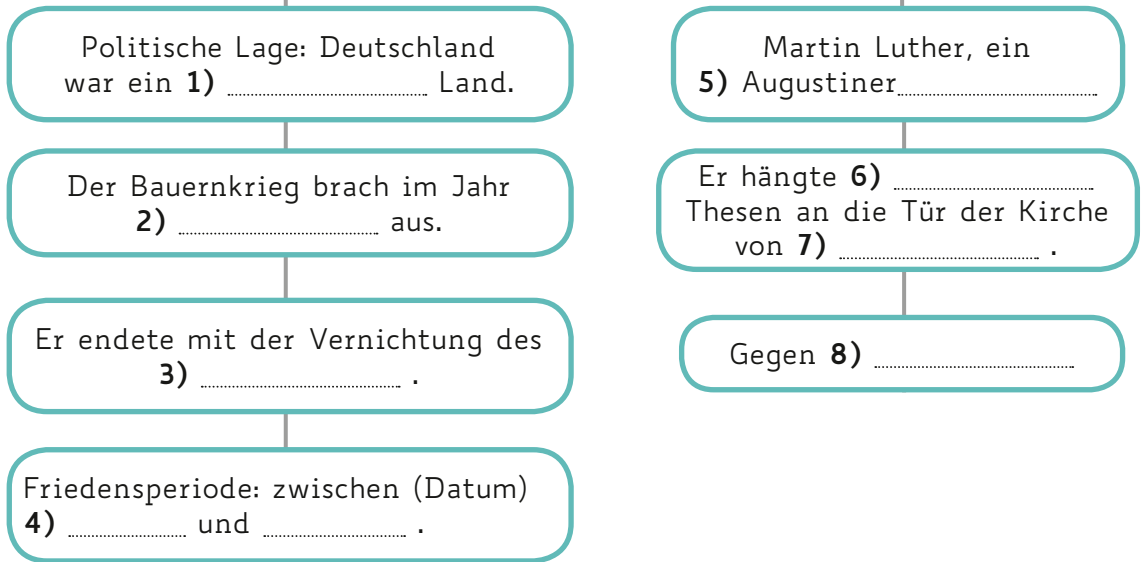 Politische Lage: Deutschland
war ein 1) Land.
Der Bauernkrieg brach im Jahr
2) aus.
Er endete mit der Vernichtung des
3) .
Friedensperiode: zwischen (Datum)
4) und .
Martin Luther, ein
5) Augustiner
Er hängte 6)
Thesen an die Tür der Kirche
von 7) .
Gegen 8)